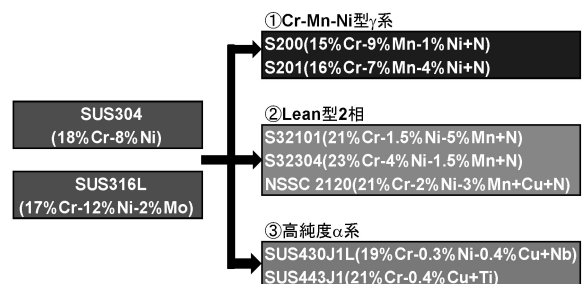 SUS304
(18%Cr-8%Ni)
SUS316L
(17%Cr-12%Ni-2%Mo)
①Cr-Mn-Ni型γ系
S200(15%Cr-9%Mn-1%Ni+N)
S201(16%Cr-7%Mn-4%Ni+N)
②Lean型2相
S32101(21%Cr-1.5%Ni-5%Mn+N)
S32304(23%Cr-4%Ni-1.5%Mn+N)
NSSC 2120(21%Cr-2%Ni-3%Mn+Cu+N)
③高純度α系
SUS430J1L(19%Cr-0.3%Ni-0.4%Cu+Nb)
SUS443J1(21%Cr-0.4%Cu+Ti)